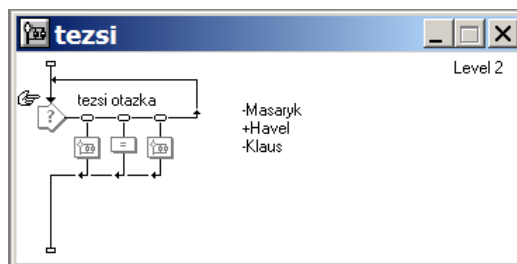 tezsi
Level 2
tezsi otazka
?
=
-Masaryk
+Havel
-Klaus